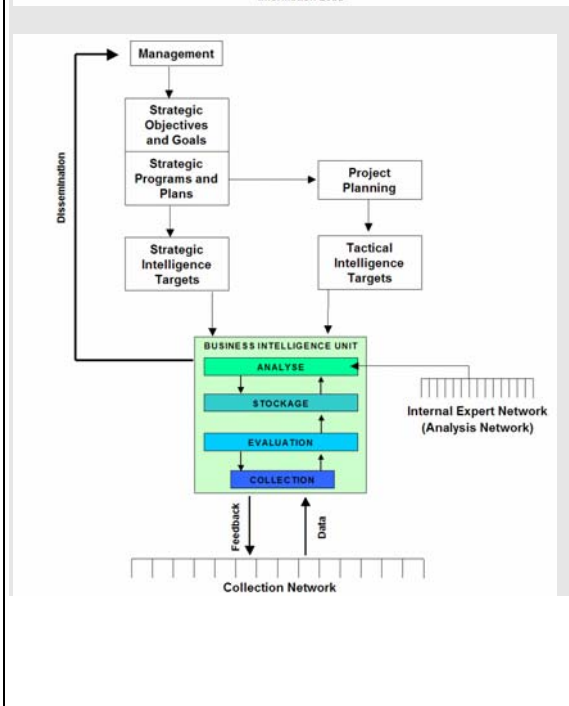 Management
Strategic
Objectives
and Goals
Strategic
Programs and
Plans
Project
Planning
Dissemination
Strategic
Intelligence
Targets
Tactical
Intelligence
Targets
BUSINESS INTELLIGENCE UNIT
ANALYSE
STOCKAGE
EVALUATION
COLLECTION
Internal Expert Network
(Analysis Network)
Feedback
Data
Collection Network